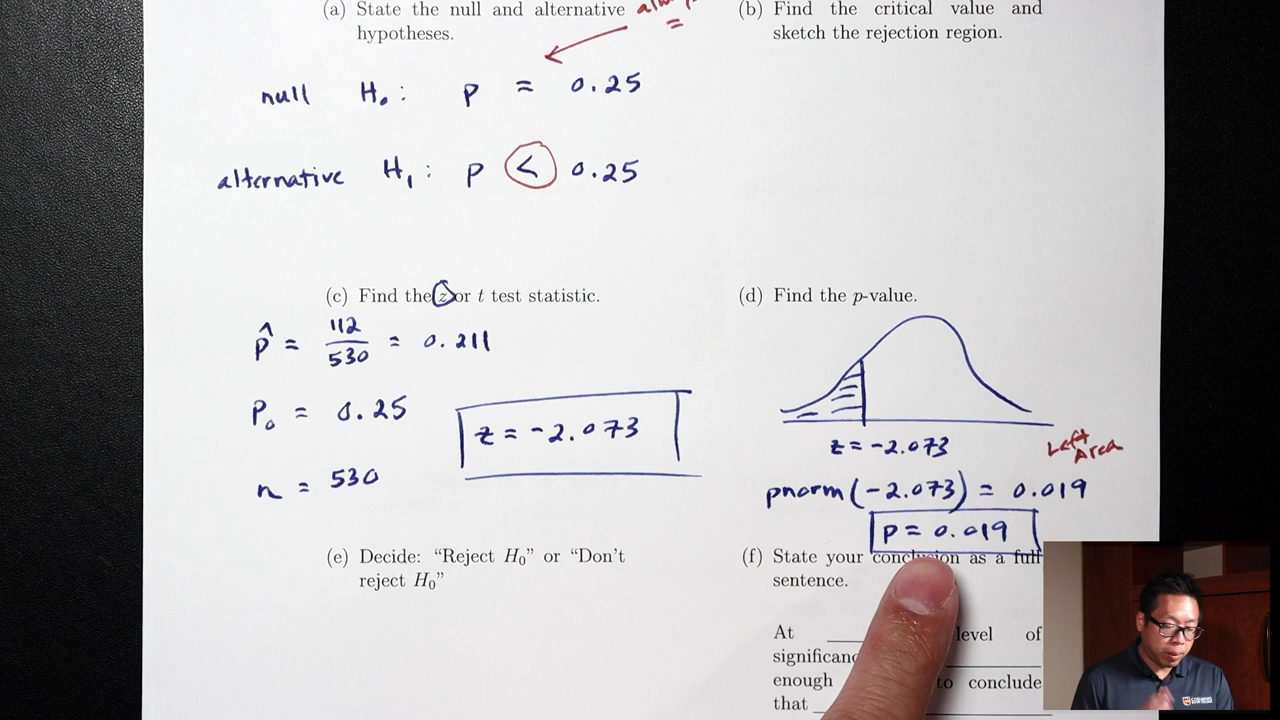 (a) State the null and alternative
hypotheses.
=
null H₀ : p = 0.25
alternative H₁ : p < 0.25
(b) Find the critical value and
sketch the rejection region.
(c) Find the z or t test statistic.
p̂ = 112/530 = 0.211
P₀ = 0.25
n = 530
z = -2.073
(d) Find the p-value.
z = -2.073
Left
Area
pnorm(-2.073) = 0.019
p = 0.019
(e) Decide: “Reject H₀” or “Don’t
reject H₀”
(f) State your conclusion as a full
sentence.
At ___ level of
enough to conclude
that